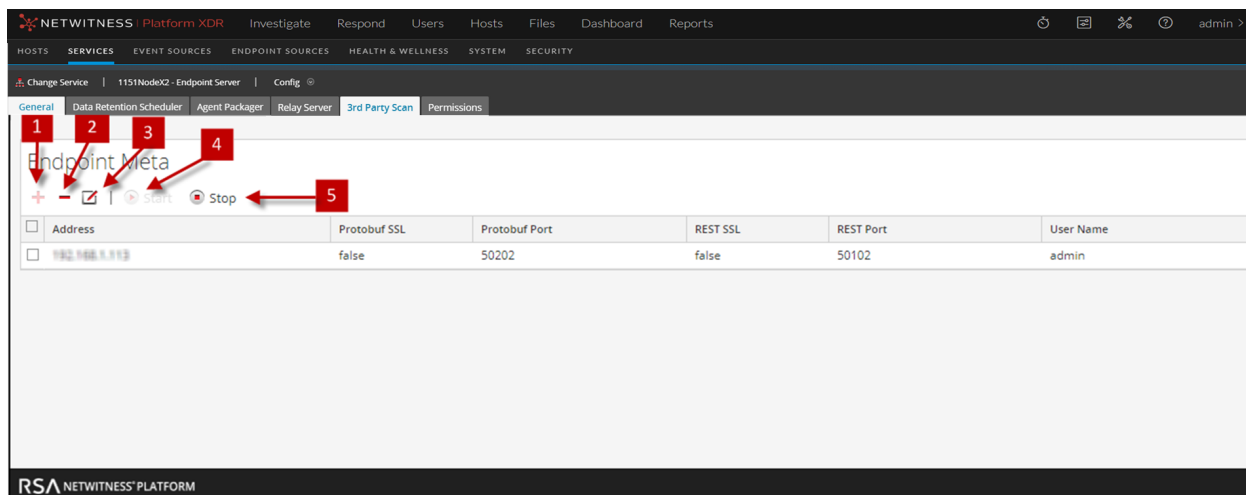 NETWITNESS Platform XDR Investigate Respond Users Hosts Files Dashboard Reports admin >
HOSTS SERVICES EVENT SOURCES ENDPOINT SOURCES HEALTH & WELLNESS SYSTEM SECURITY
Change Service | 1151NodeX2 - Endpoint Server | Config
General Data Retention Scheduler Agent Packager Relay Server 3rd Party Scan Permissions
1 2 3 4
Endpoint Meta
Start Stop 5
Address Protobuf SSL Protobuf Port REST SSL REST Port User Name
false 50202 false 50102 admin
RSA NETWITNESS® PLATFORM